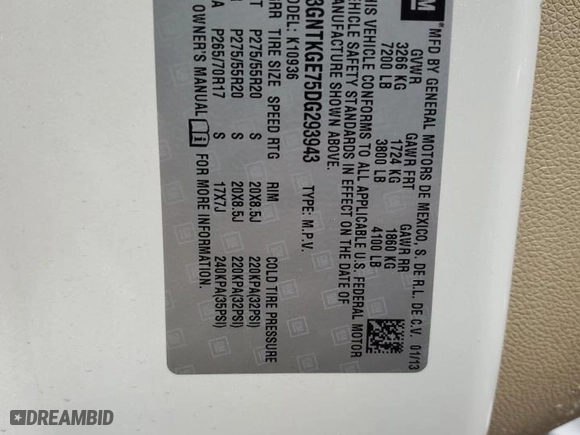 GM
MFD BY GENERAL MOTORS DE MEXICO, S. DE R.L. DE C.V. 01/13
GVWR GAWR FRT GAWR RR
3266 KG 1724 KG 1860 KG
7200 LB 3800 LB 4100 LB
THIS VEHICLE CONFORMS TO ALL APPLICABLE U.S. FEDERAL MOTOR
VEHICLE SAFETY STANDARDS IN EFFECT ON THE DATE OF
MANUFACTURE SHOWN ABOVE.
3GNTKGE75DG293943 TYPE: M.P.V.
MODEL: K10936
TIRE SIZE SPEED RTG RIM COLD TIRE PRESSURE
P275/55R20 S 20X8.5J 220KPA(32PSI)
P275/55R20 S 20X8.5J 220KPA(32PSI)
P265/70R17 S 17X7J 240KPA(35PSI)
OWNER'S MANUAL i FOR MORE INFORMATION.
DREAMBID